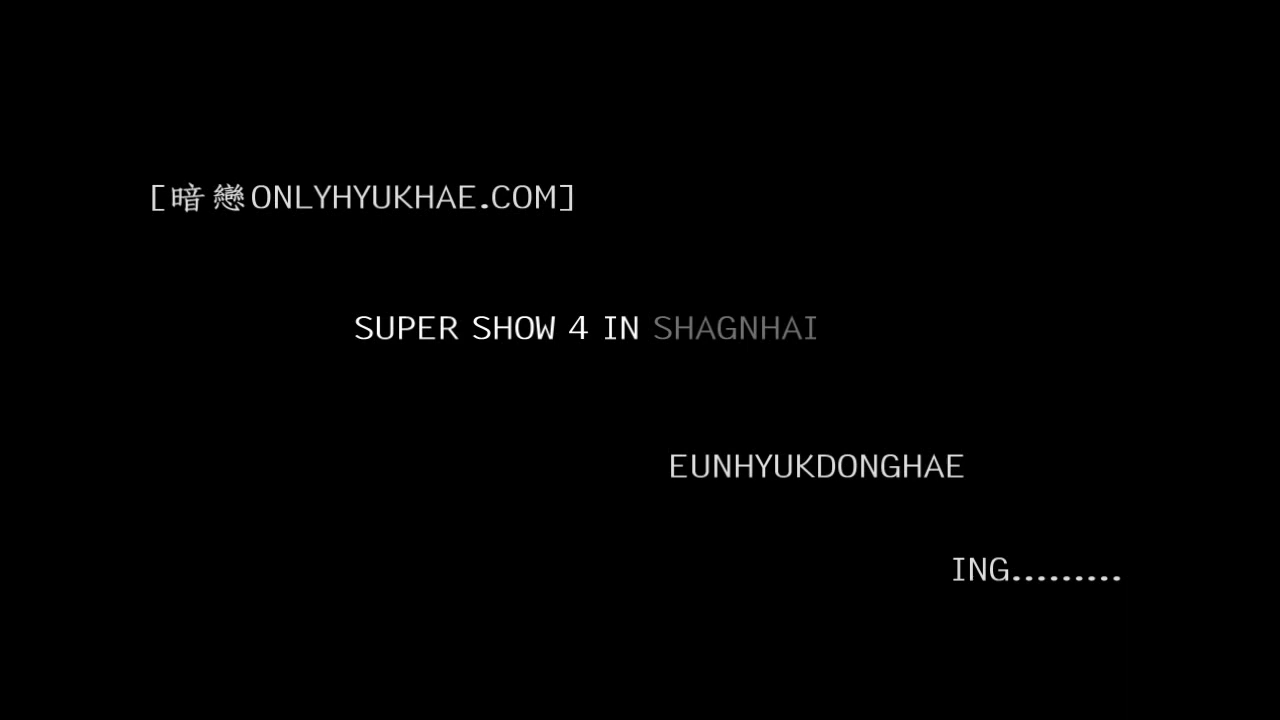 [暗戀ONLYHYUKHAE.COM]
SUPER SHOW 4 IN SHAGNHAI
EUNHYUKDONGHAE
ING.........